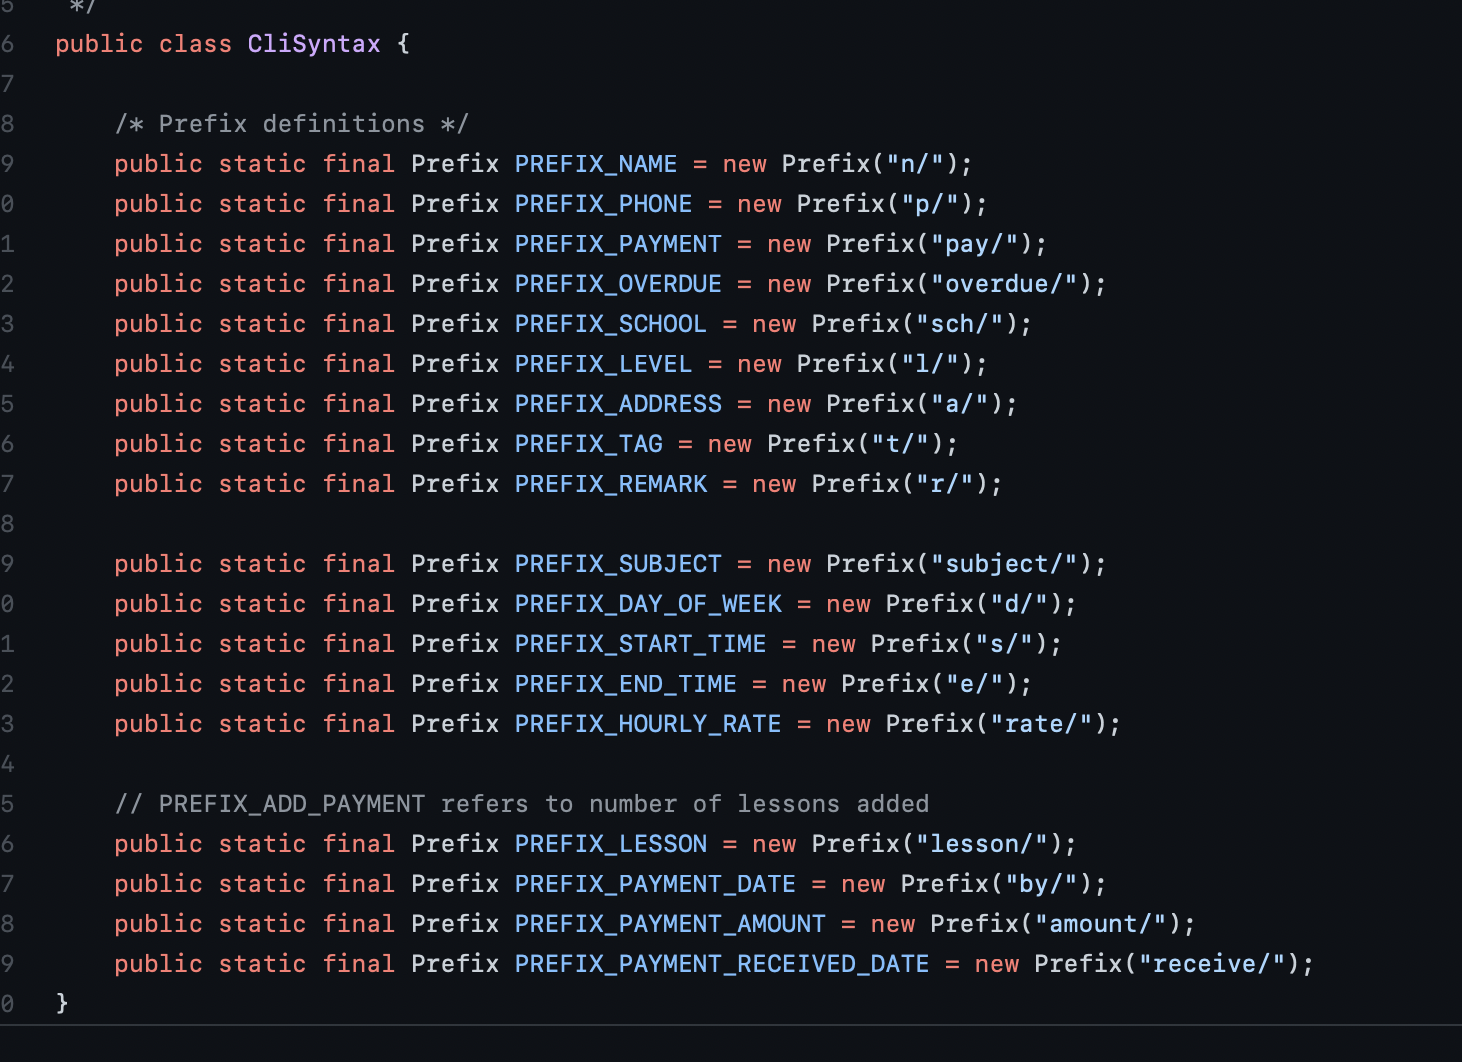 5     */
6    public class CliSyntax {
7
8        /* Prefix definitions */
9        public static final Prefix PREFIX_NAME = new Prefix("n/");
0        public static final Prefix PREFIX_PHONE = new Prefix("p/");
1        public static final Prefix PREFIX_PAYMENT = new Prefix("pay/");
2        public static final Prefix PREFIX_OVERDUE = new Prefix("overdue/");
3        public static final Prefix PREFIX_SCHOOL = new Prefix("sch/");
4        public static final Prefix PREFIX_LEVEL = new Prefix("l/");
5        public static final Prefix PREFIX_ADDRESS = new Prefix("a/");
6        public static final Prefix PREFIX_TAG = new Prefix("t/");
7        public static final Prefix PREFIX_REMARK = new Prefix("r/");
8
9        public static final Prefix PREFIX_SUBJECT = new Prefix("subject/");
0        public static final Prefix PREFIX_DAY_OF_WEEK = new Prefix("d/");
1        public static final Prefix PREFIX_START_TIME = new Prefix("s/");
2        public static final Prefix PREFIX_END_TIME = new Prefix("e/");
3        public static final Prefix PREFIX_HOURLY_RATE = new Prefix("rate/");
4
5        // PREFIX_ADD_PAYMENT refers to number of lessons added
6        public static final Prefix PREFIX_LESSON = new Prefix("lesson/");
7        public static final Prefix PREFIX_PAYMENT_DATE = new Prefix("by/");
8        public static final Prefix PREFIX_PAYMENT_AMOUNT = new Prefix("amount/");
9        public static final Prefix PREFIX_PAYMENT_RECEIVED_DATE = new Prefix("receive/");
0    }